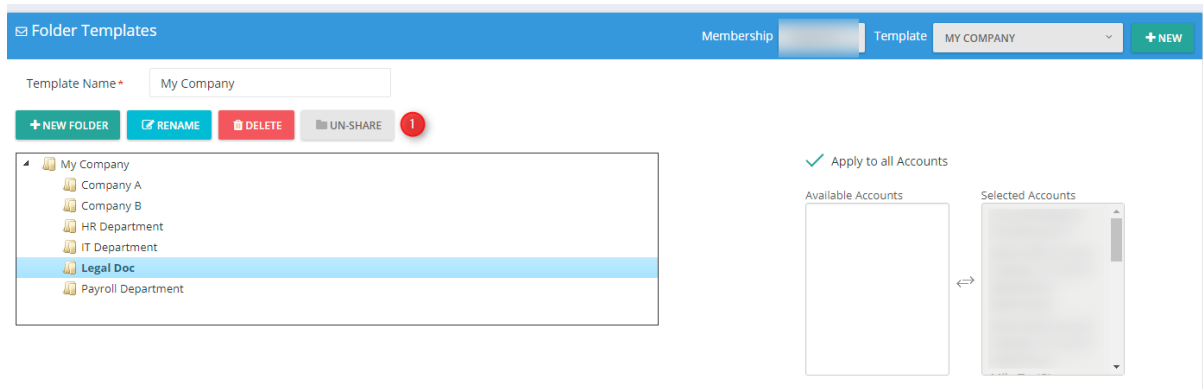 Folder Templates
Membership
Template MY COMPANY
+ NEW
Template Name* My Company
+ NEW FOLDER RENAME DELETE UN-SHARE 1
My Company
Company A
Company B
HR Department
IT Department
Legal Doc
Payroll Department
Apply to all Accounts
Available Accounts Selected Accounts